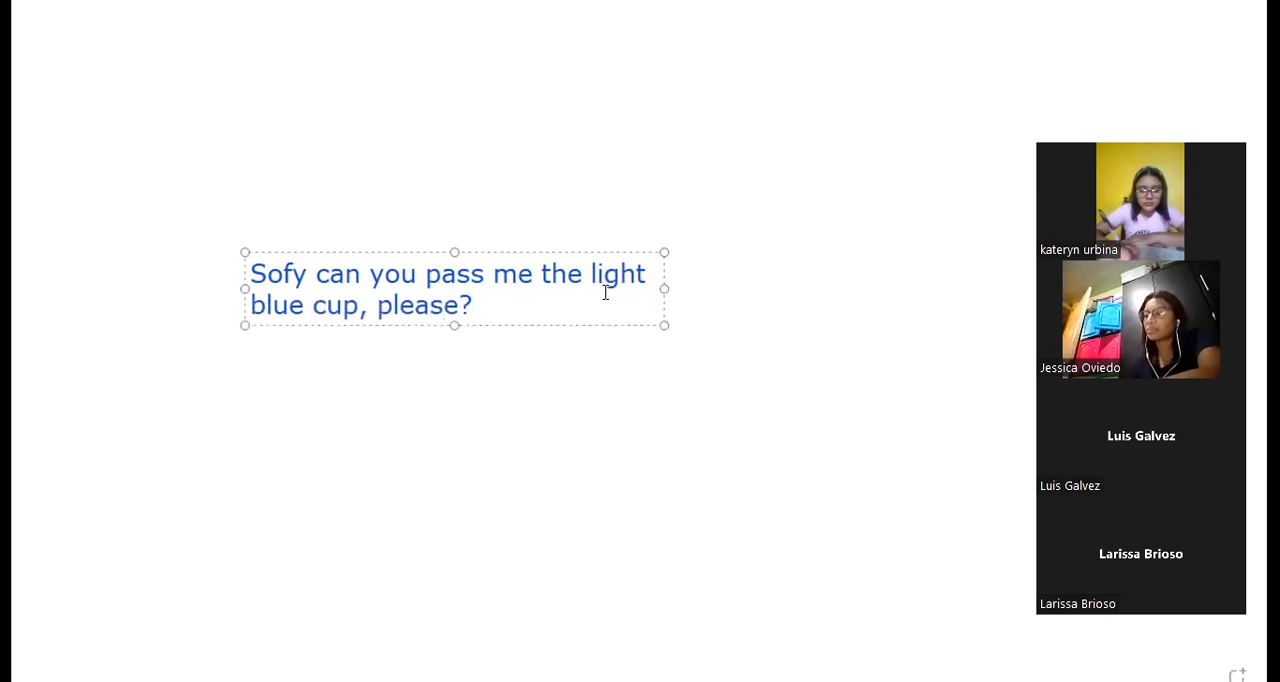 Sofy can you pass me the light
blue cup, please?
kateryn urbina
Jessica Oviedo
Luis Galvez
Luis Galvez
Larissa Brioso
Larissa Brioso